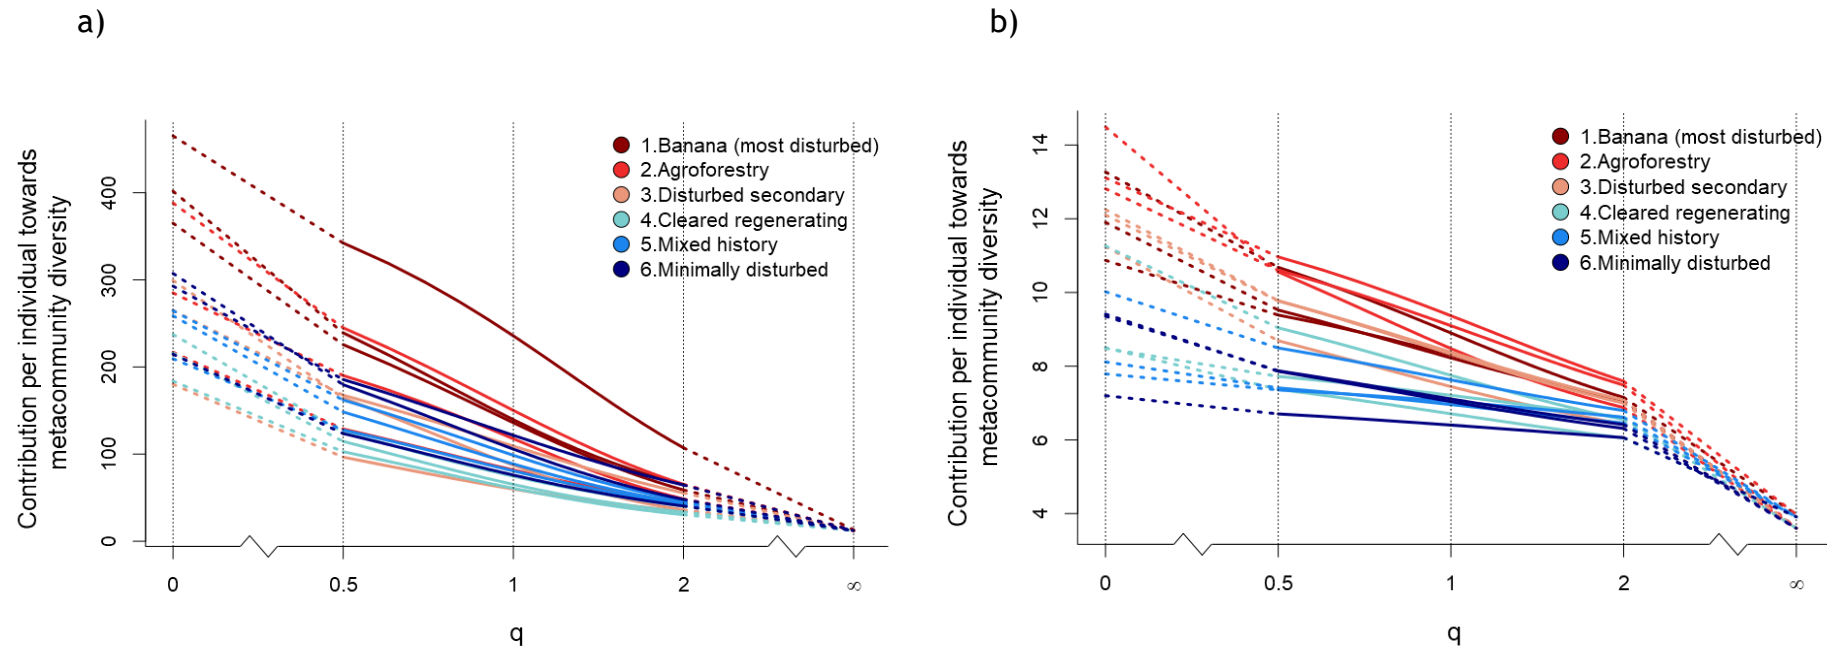 a)
Contribution per individual towards
metacommunity diversity
0
100
200
300
400
1.Banana (most disturbed)
2.Agroforestry
3.Disturbed secondary
4.Cleared regenerating
5.Mixed history
6.Minimally disturbed
0
0.5
1
2
∞
q
b)
Contribution per individual towards
metacommunity diversity
4
6
8
10
12
14
1.Banana (most disturbed)
2.Agroforestry
3.Disturbed secondary
4.Cleared regenerating
5.Mixed history
6.Minimally disturbed
0
0.5
1
2
∞
q